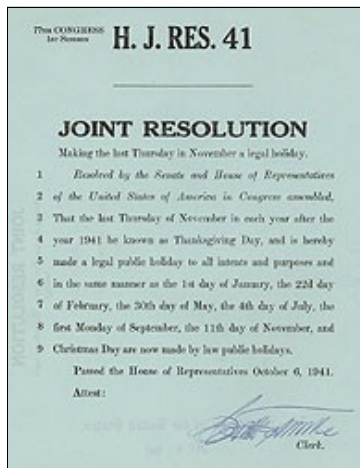 77TH CONGRESS
1ST SESSION
H. J. RES. 41
JOINT RESOLUTION
Making the last Thursday in November a legal holiday.
1 Resolved by the Senate and House of Representatives
2 of the United States of America in Congress assembled,
3 That the last Thursday of November in each year after the
4 year 1941 be known as Thanksgiving Day, and is hereby
5 made a legal public holiday to all intents and purposes and
6 in the same manner as the 1st day of January, the 22d day
7 of February, the 30th day of May, the 4th day of July, the
8 first Monday of September, the 11th day of November, and
9 Christmas Day are now made by law public holidays.
Passed the House of Representatives October 6, 1941.
Attest:
Clerk.